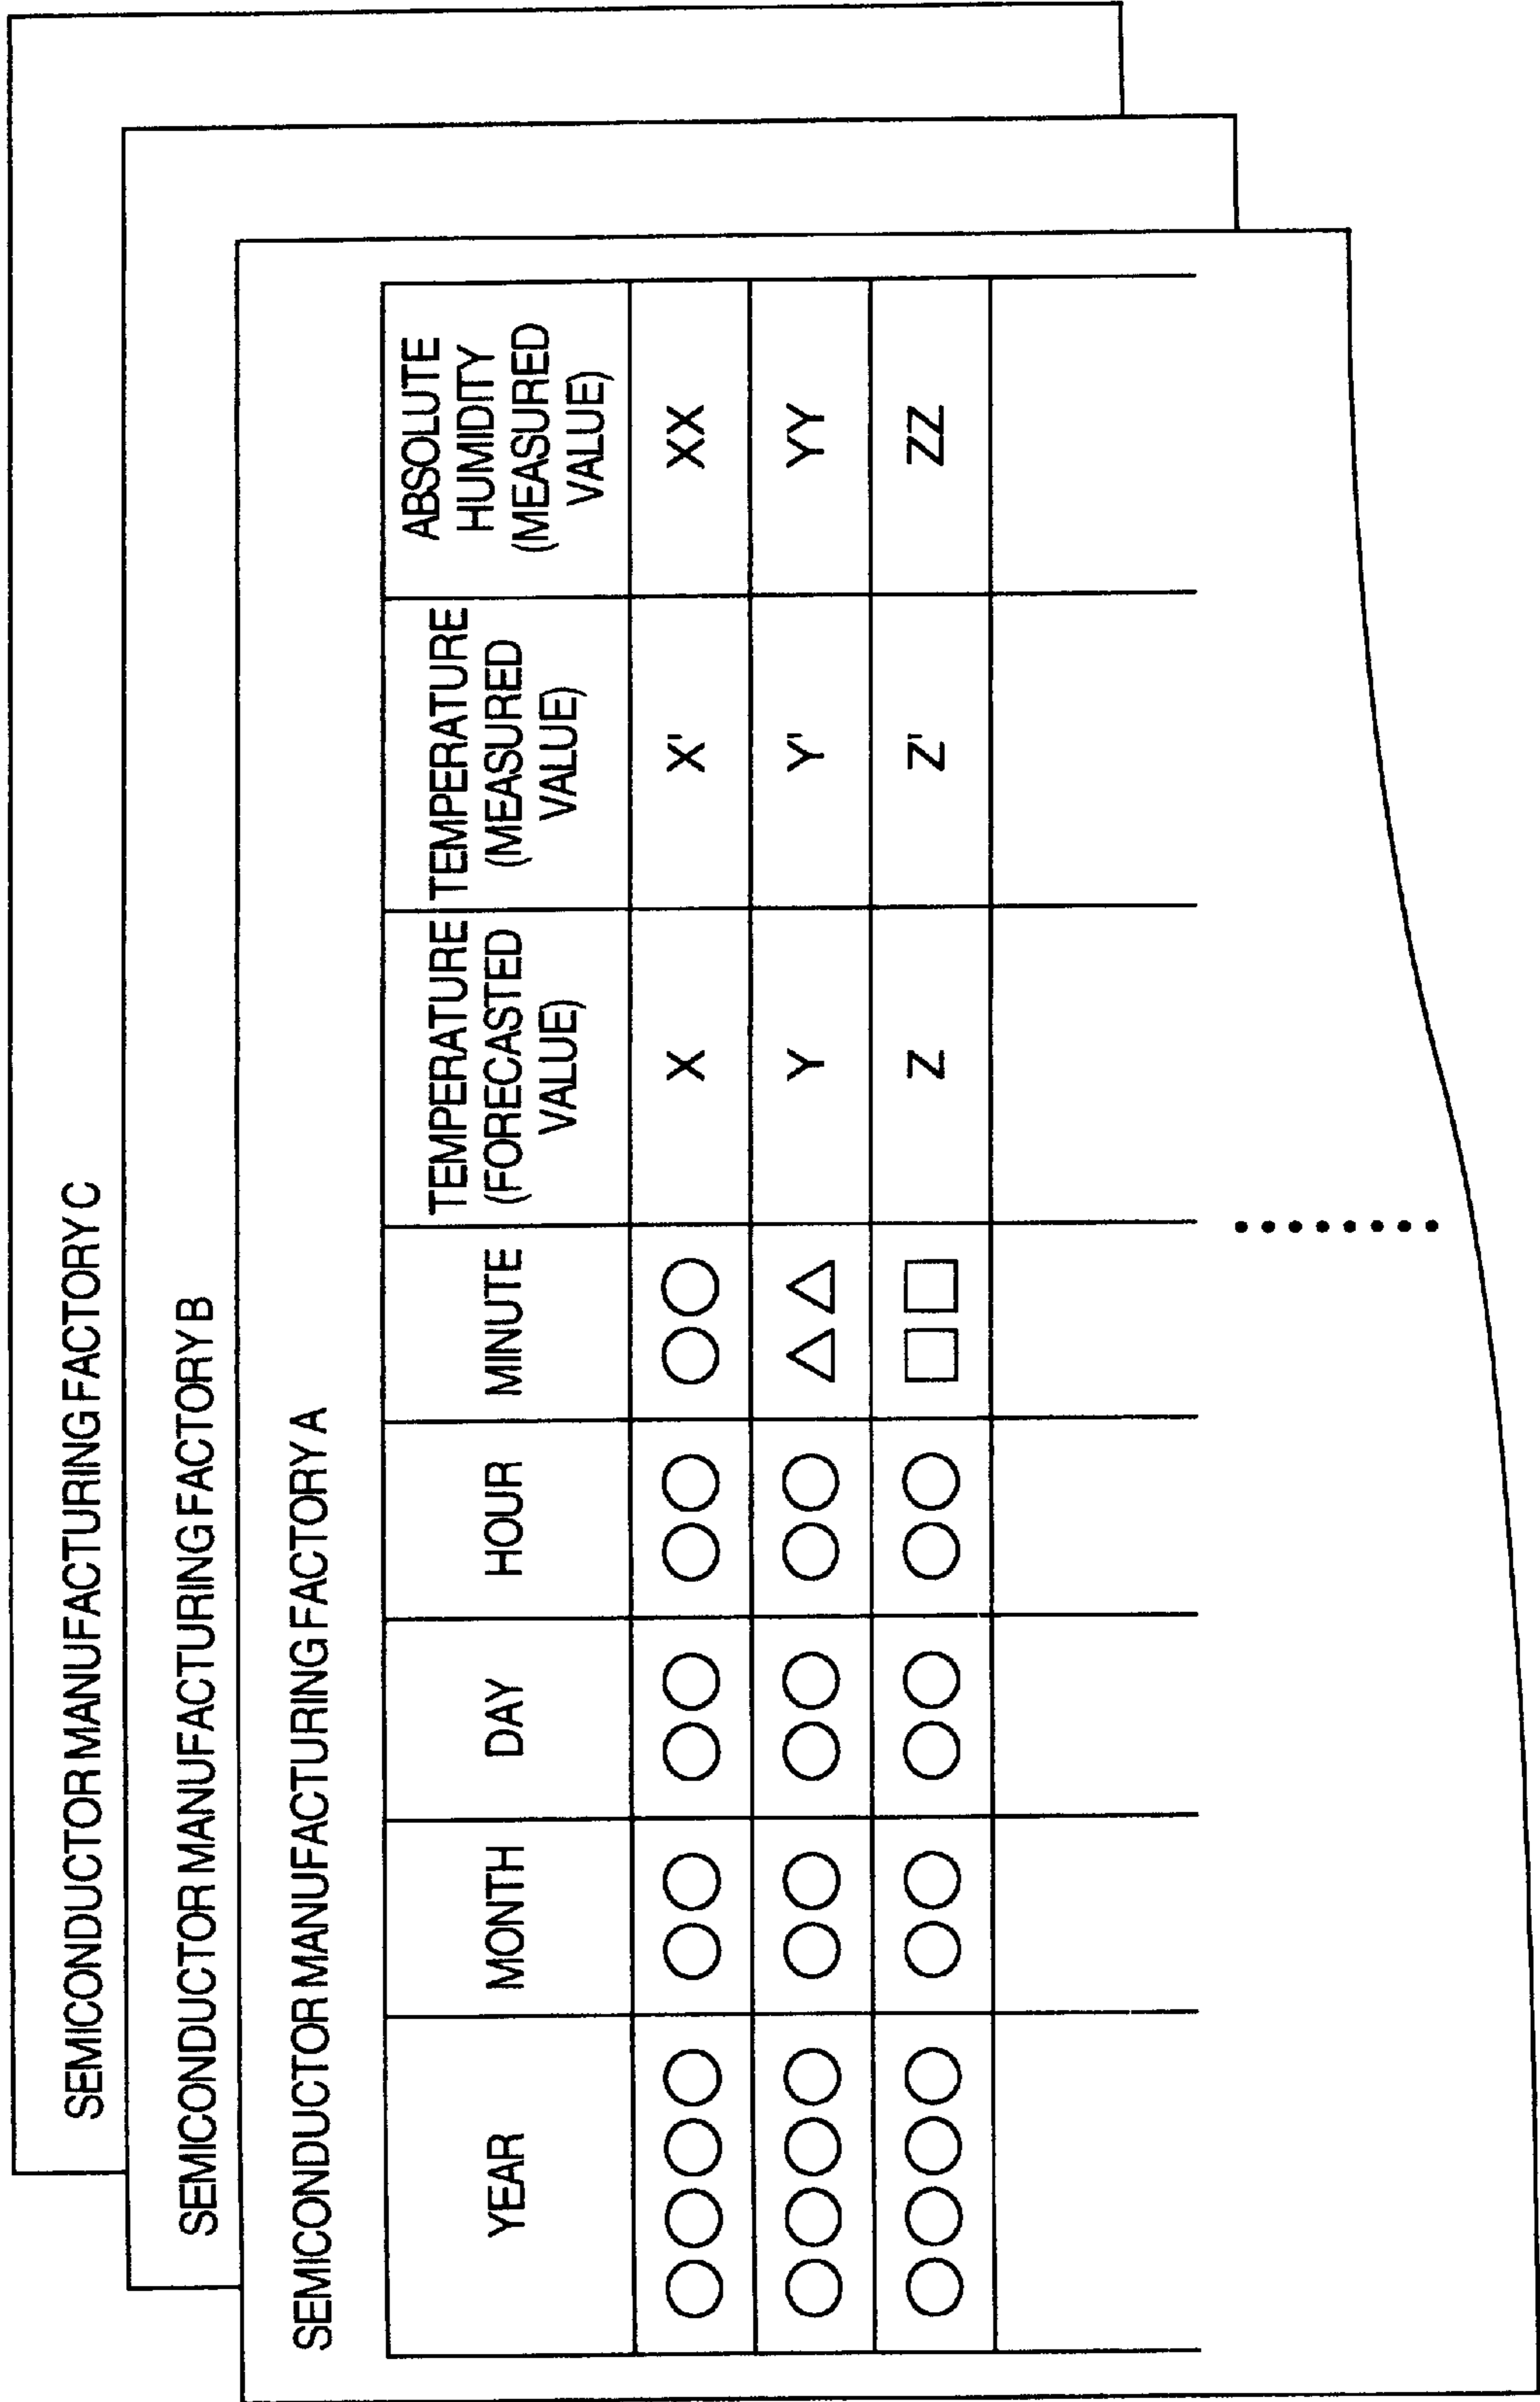 SEMICONDUCTOR MANUFACTURING FACTORY C
SEMICONDUCTOR MANUFACTURING FACTORY B
SEMICONDUCTOR MANUFACTURING FACTORY A
YEAR MONTH DAY HOUR MINUTE TEMPERATURE (FORECASTED VALUE) TEMPERATURE (MEASURED VALUE) ABSOLUTE HUMIDITY (MEASURED VALUE)
○○○○ ○○ ○○ ○○ ○○ X X' XX
○○○○ ○○ ○○ ○○ △△ Y Y' YY
○○○○ ○○ ○○ ○○ □□ Z Z' ZZ